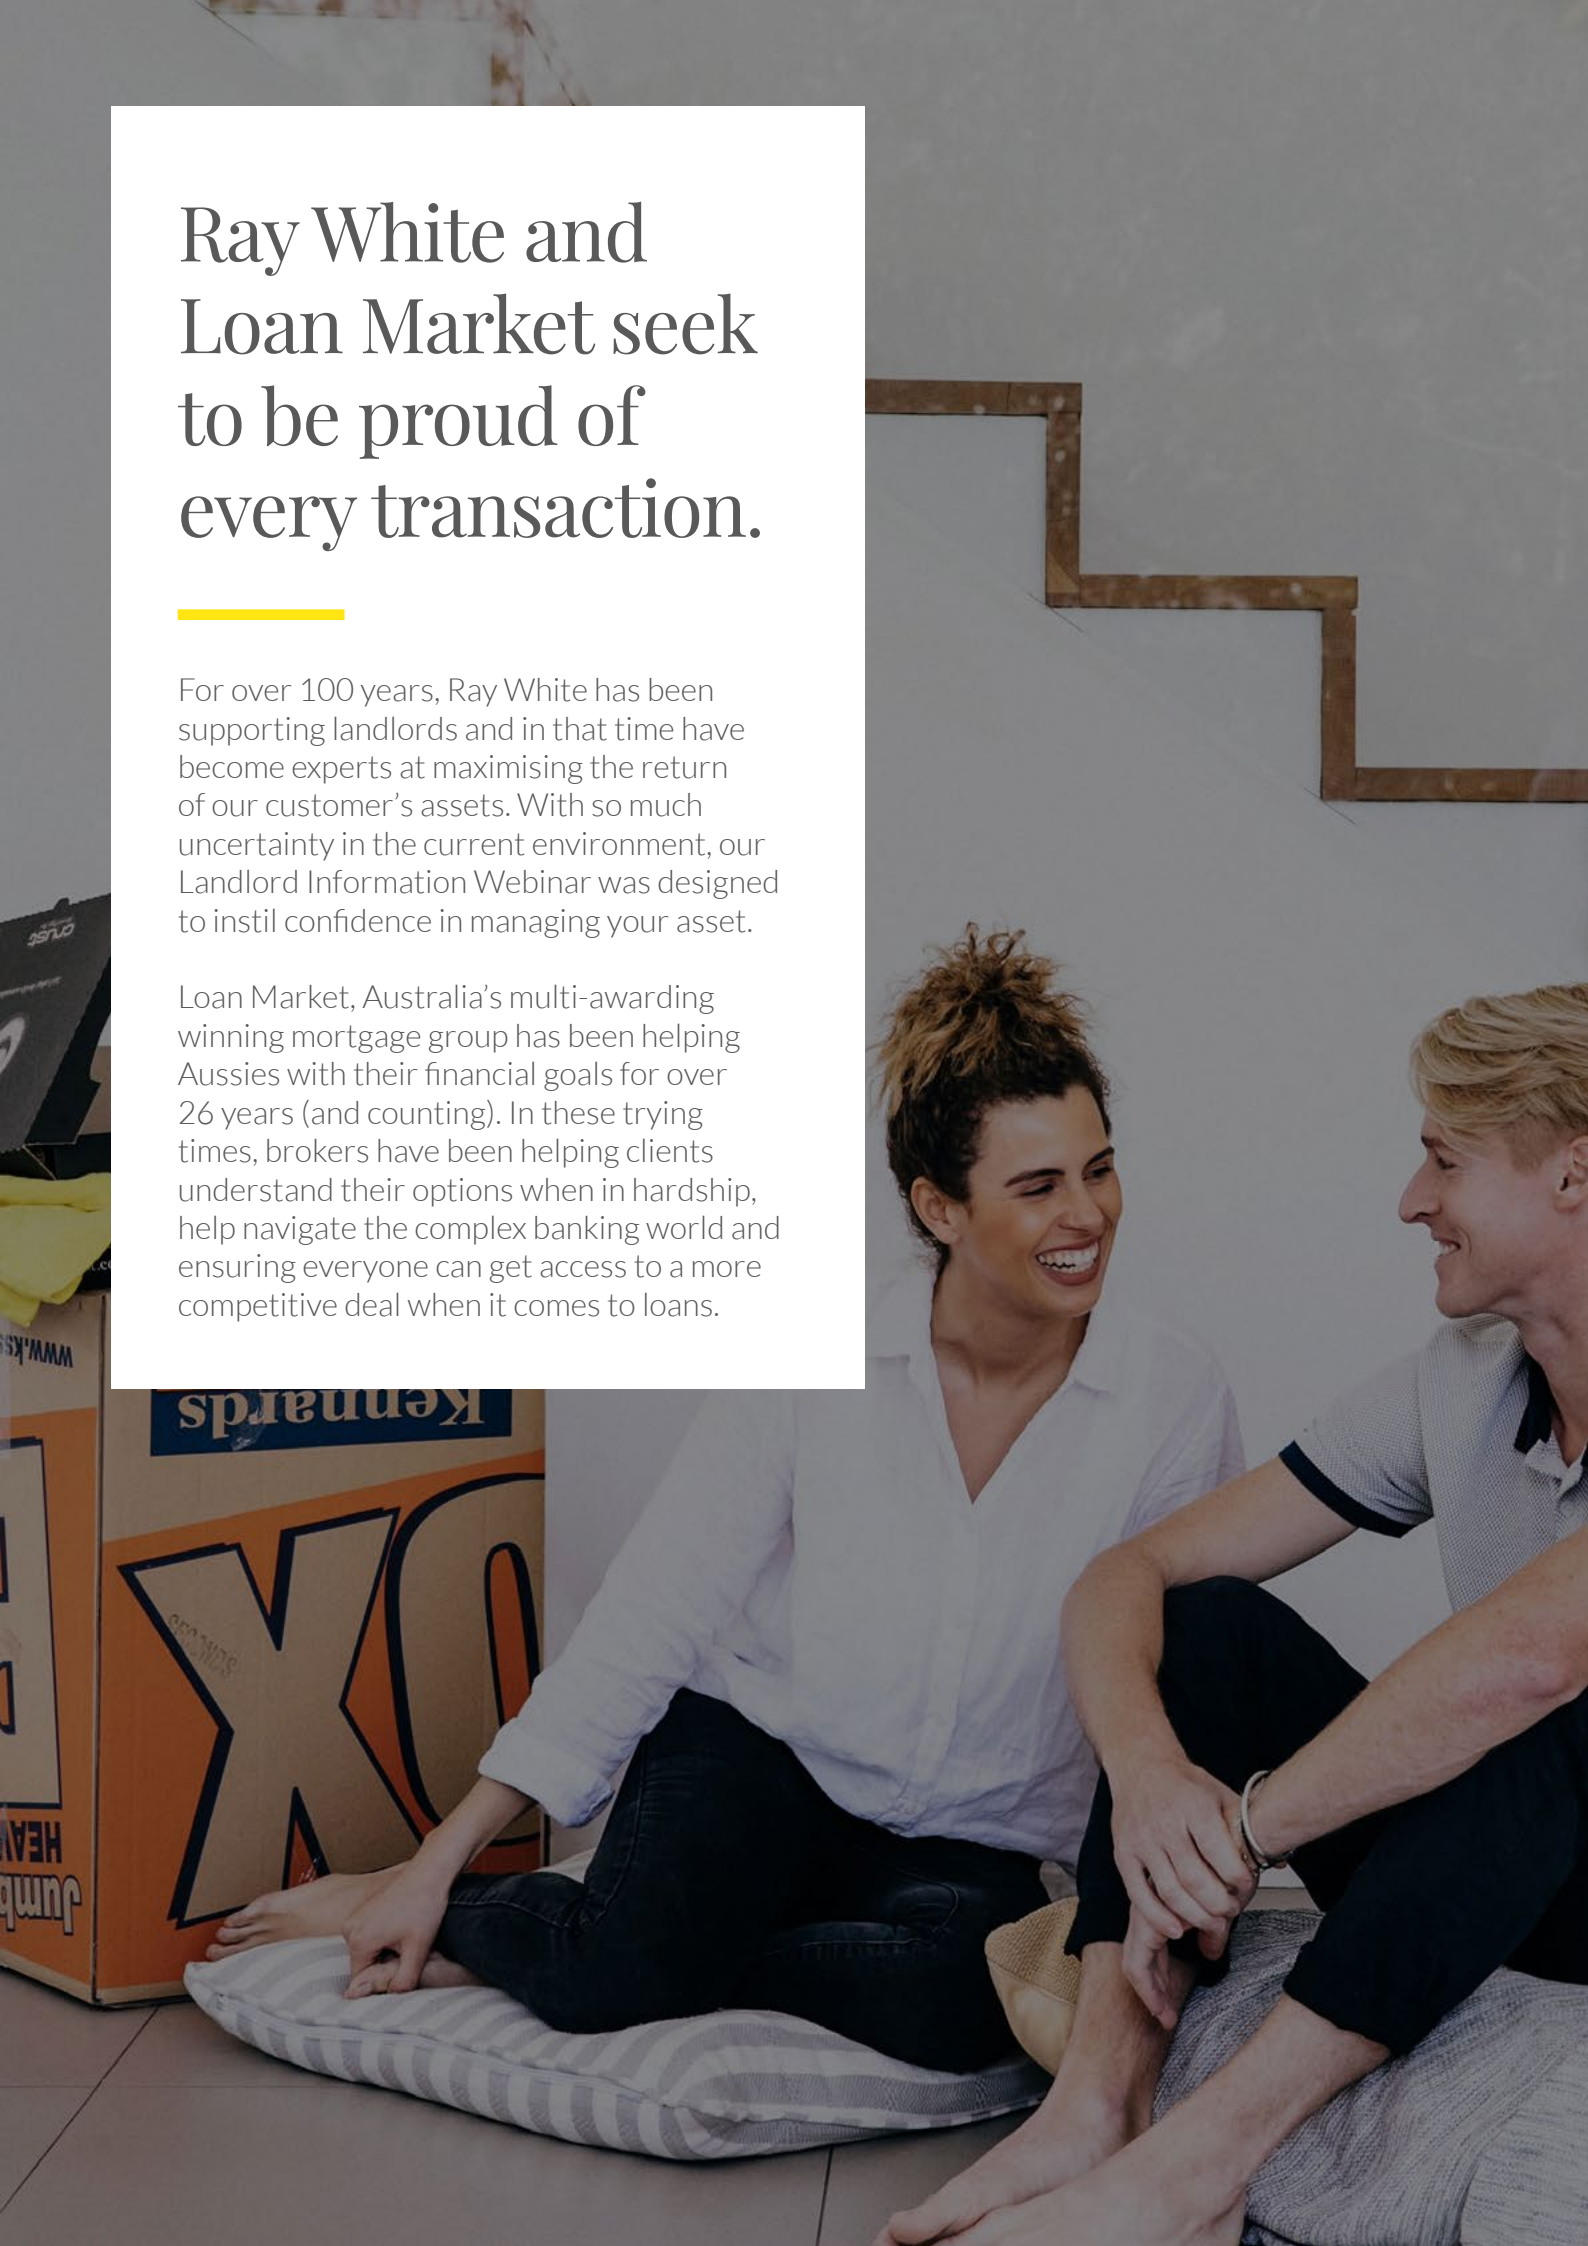 Ray White and
Loan Market seek
to be proud of
every transaction.
For over 100 years, Ray White has been
supporting landlords and in that time have
become experts at maximising the return
of our customer’s assets. With so much
uncertainty in the current environment, our
Landlord Information Webinar was designed
to instil confidence in managing your asset.
Loan Market, Australia’s multi-awarding
winning mortgage group has been helping
Aussies with their financial goals for over
26 years (and counting). In these trying
times, brokers have been helping clients
understand their options when in hardship,
help navigate the complex banking world and
ensuring everyone can get access to a more
competitive deal when it comes to loans.
crust
Kennards
OX